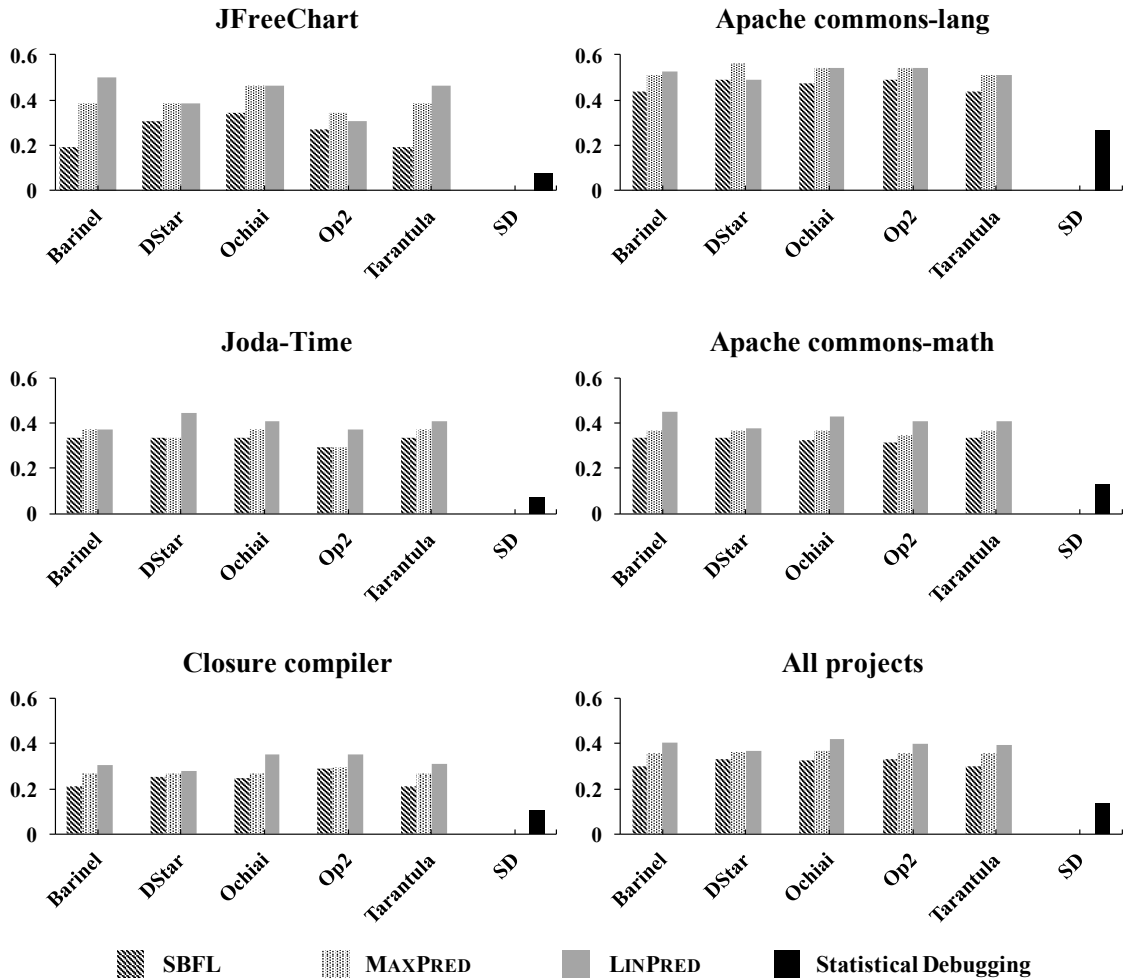 JFreeChart
0.6
0.4
0.2
0
Barinel
DStar
Ochiai
Op2
Tarantula
SD
Apache commons-lang
0.6
0.4
0.2
0
Barinel
DStar
Ochiai
Op2
Tarantula
SD
Joda-Time
0.6
0.4
0.2
0
Barinel
DStar
Ochiai
Op2
Tarantula
SD
Apache commons-math
0.6
0.4
0.2
0
Barinel
DStar
Ochiai
Op2
Tarantula
SD
Closure compiler
0.6
0.4
0.2
0
Barinel
DStar
Ochiai
Op2
Tarantula
SD
All projects
0.6
0.4
0.2
0
Barinel
DStar
Ochiai
Op2
Tarantula
SD
SBFL
MAXPRED
LINPRED
Statistical Debugging